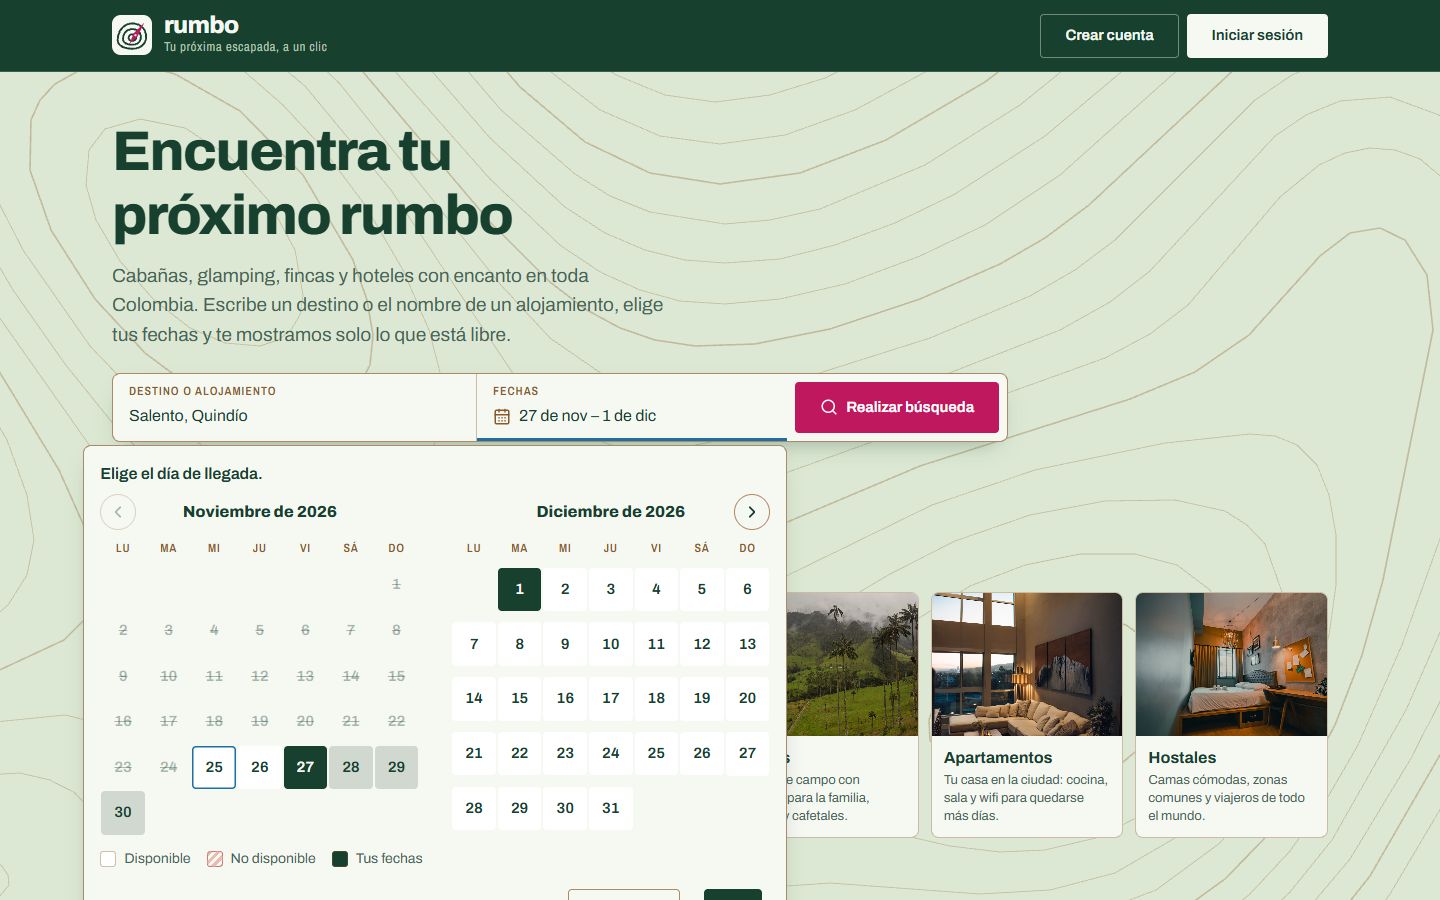 rumbo
Tu próxima escapada, a un clic
Crear cuenta
Iniciar sesión
Encuentra tu
próximo rumbo
Cabañas, glamping, fincas y hoteles con encanto en toda
Colombia. Escribe un destino o el nombre de un alojamiento, elige
tus fechas y te mostramos solo lo que está libre.
DESTINO O ALOJAMIENTO
Salento, Quindío
FECHAS
27 de nov – 1 de dic
Realizar búsqueda
Elige el día de llegada.
Noviembre de 2026
LU MA MI JU VI SÁ DO
1
2 3 4 5 6 7 8
9 10 11 12 13 14 15
16 17 18 19 20 21 22
23 24 25 26 27 28 29
30
Diciembre de 2026
LU MA MI JU VI SÁ DO
1 2 3 4 5 6
7 8 9 10 11 12 13
14 15 16 17 18 19 20
21 22 23 24 25 26 27
28 29 30 31
Disponible
No disponible
Tus fechas
s
e campo con
para la familia,
y cafetales.
Apartamentos
Tu casa en la ciudad: cocina,
sala y wifi para quedarse
más días.
Hostales
Camas cómodas, zonas
comunes y viajeros de todo
el mundo.